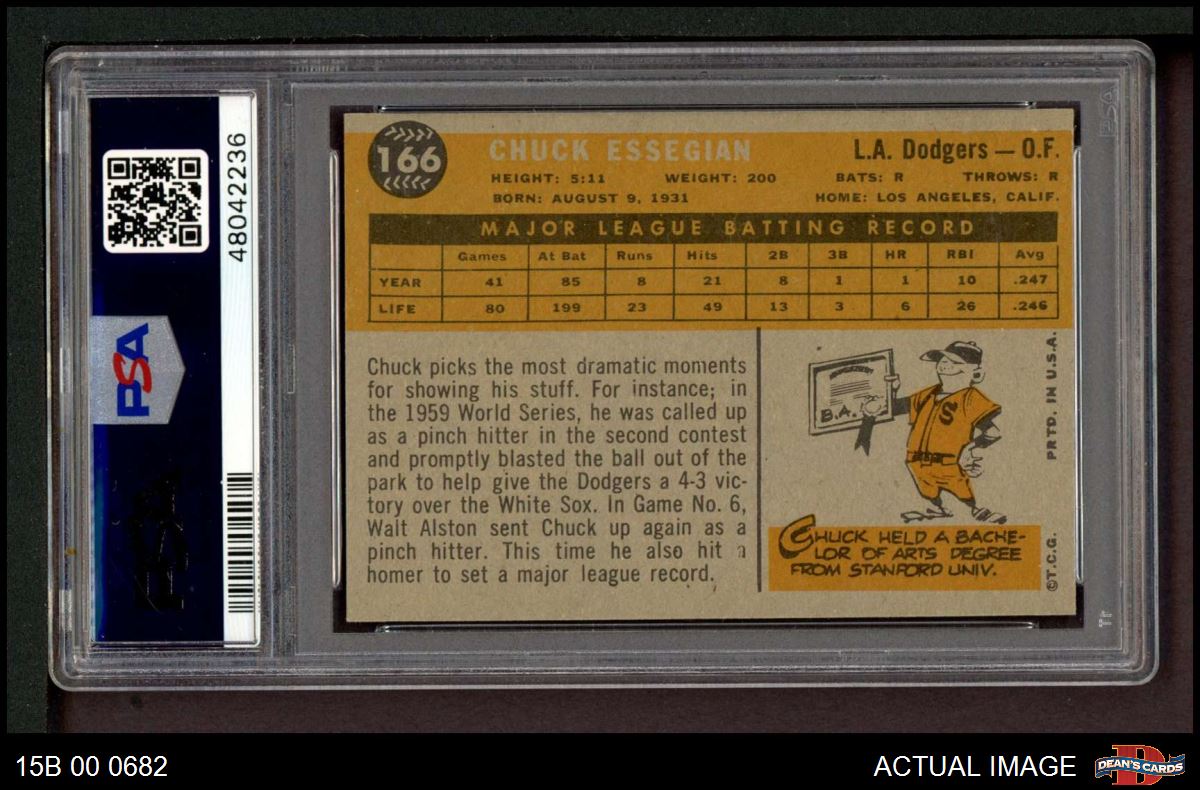 48042236
PSA
166
CHUCK ESSEGIAN
L.A. Dodgers — O.F.
HEIGHT: 5:11 WEIGHT: 200 BATS: R THROWS: R
BORN: AUGUST 9, 1931 HOME: LOS ANGELES, CALIF.
MAJOR LEAGUE BATTING RECORD
Games At Bat Runs Hits 2B 3B HR RBI Avg
YEAR 41 85 8 21 8 1 1 10 .247
LIFE 80 199 23 49 13 3 6 26 .246
Chuck picks the most dramatic moments
for showing his stuff. For instance; in
the 1959 World Series, he was called up
as a pinch hitter in the second contest
and promptly blasted the ball out of the
park to help give the Dodgers a 4-3 vic-
tory over the White Sox. In Game No. 6,
Walt Alston sent Chuck up again as a
pinch hitter. This time he also hit a
homer to set a major league record.
B.A.
S
CHUCK HELD A BACHE-
LOR OF ARTS DEGREE
FROM STANFORD UNIV.
©T.C.G. PRTD. IN U.S.A.
15B 00 0682
ACTUAL IMAGE
DEAN'S CARDS